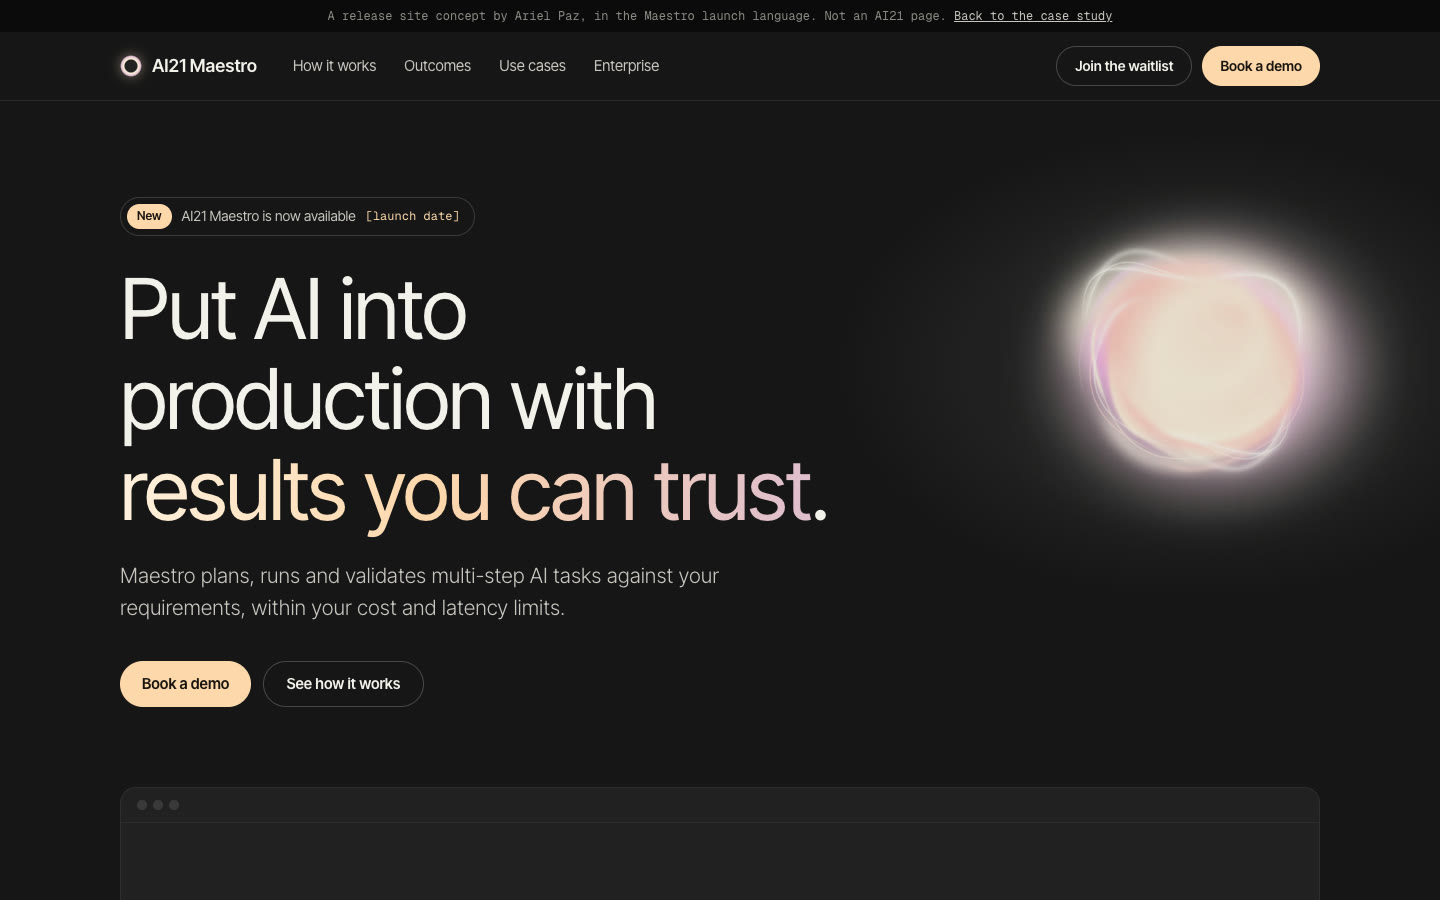 A release site concept by Ariel Paz, in the Maestro launch language. Not an AI21 page. Back to the case study
AI21 Maestro
How it works
Outcomes
Use cases
Enterprise
Join the waitlist
Book a demo
New AI21 Maestro is now available [launch date]
Put AI into
production with
results you can trust.
Maestro plans, runs and validates multi-step AI tasks against your
requirements, within your cost and latency limits.
Book a demo
See how it works